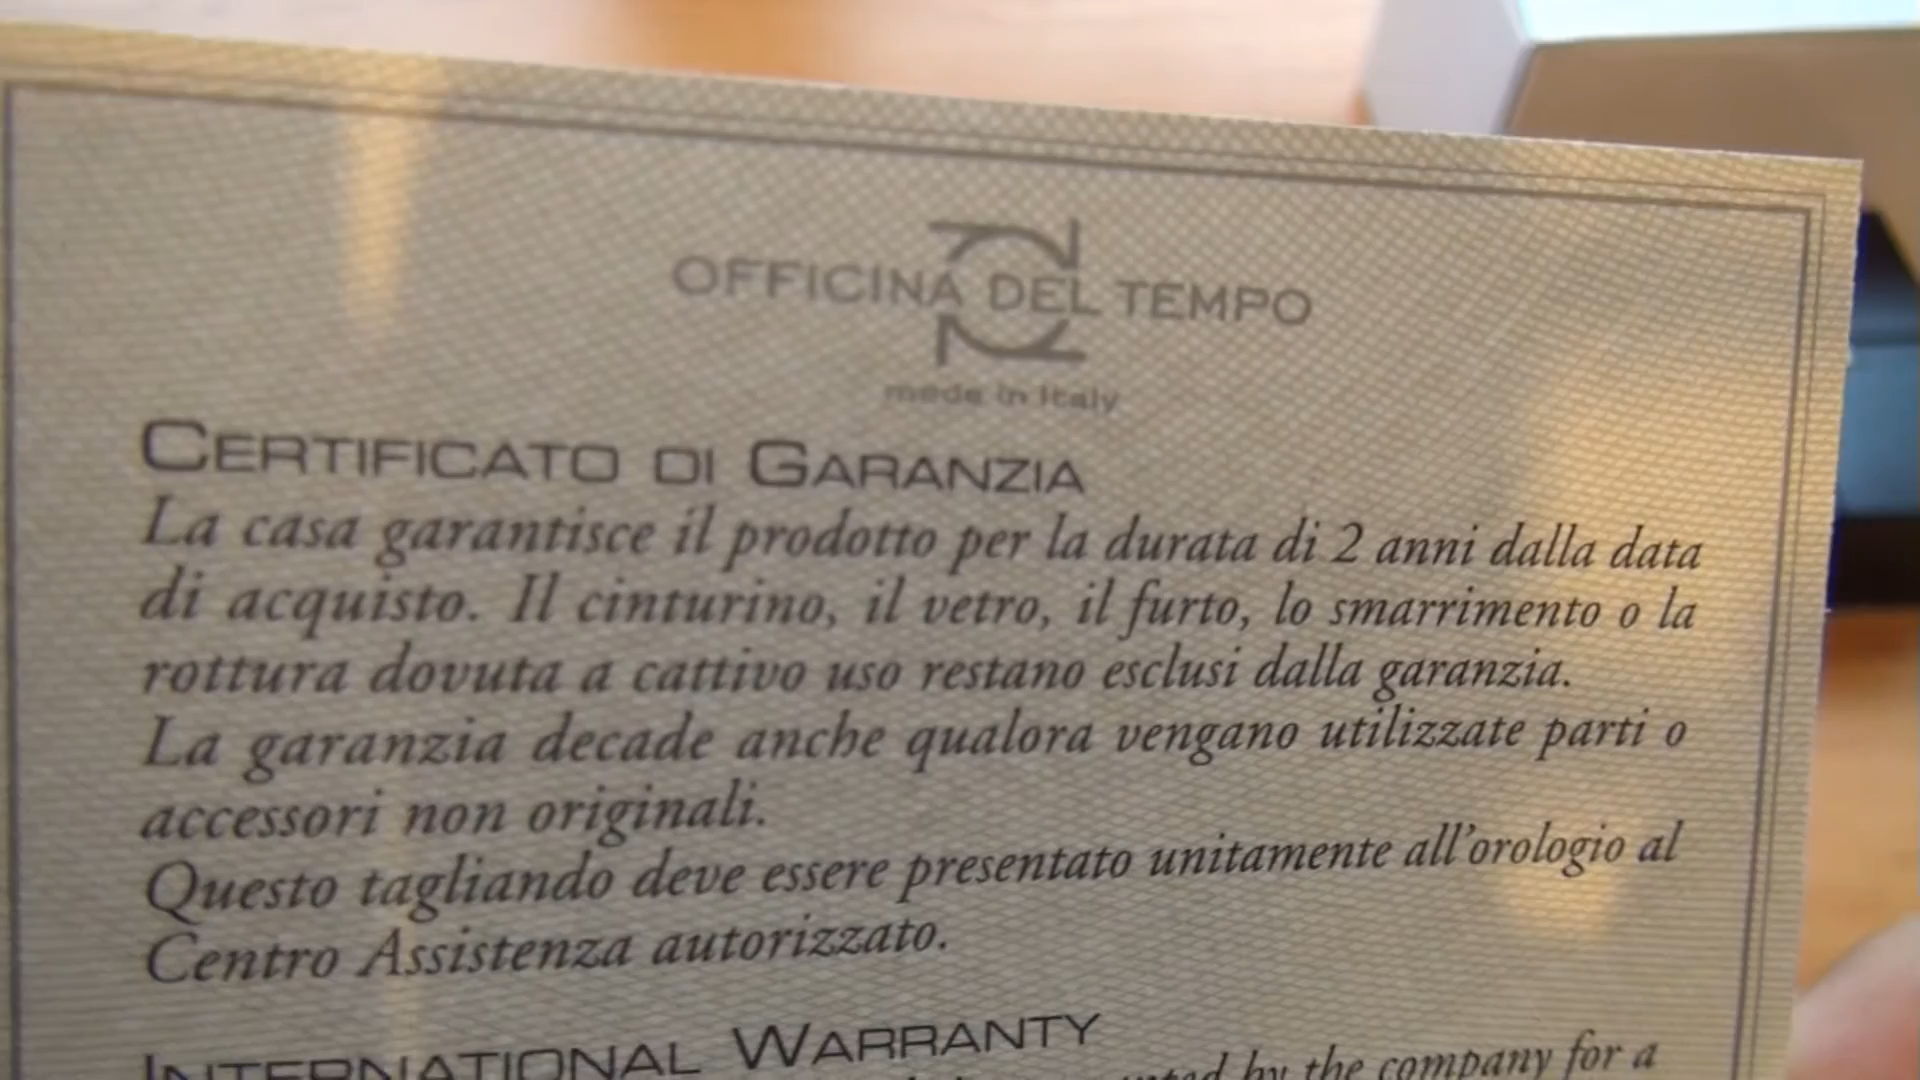 OFFICINA DEL TEMPO
made in Italy
CERTIFICATO DI GARANZIA
La casa garantisce il prodotto per la durata di 2 anni dalla data
di acquisto. Il cinturino, il vetro, il furto, lo smarrimento o la
rottura dovuta a cattivo uso restano esclusi dalla garanzia.
La garanzia decade anche qualora vengano utilizzate parti o
accessori non originali.
Questo tagliando deve essere presentato unitamente all'orologio al
Centro Assistenza autorizzato.
INTERNATIONAL WARRANTY
by the company for a